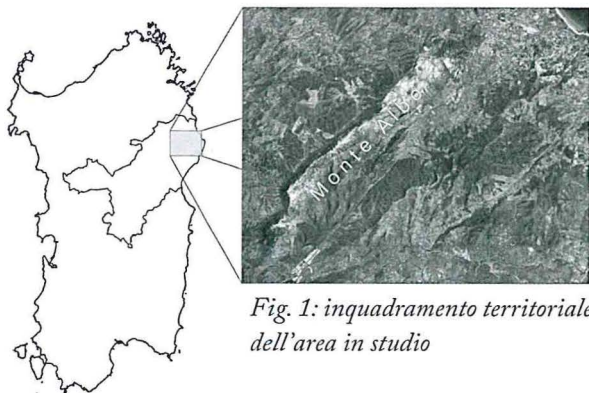 Monte Albo
Fig. 1: inquadramento territoriale
dell'area in studio